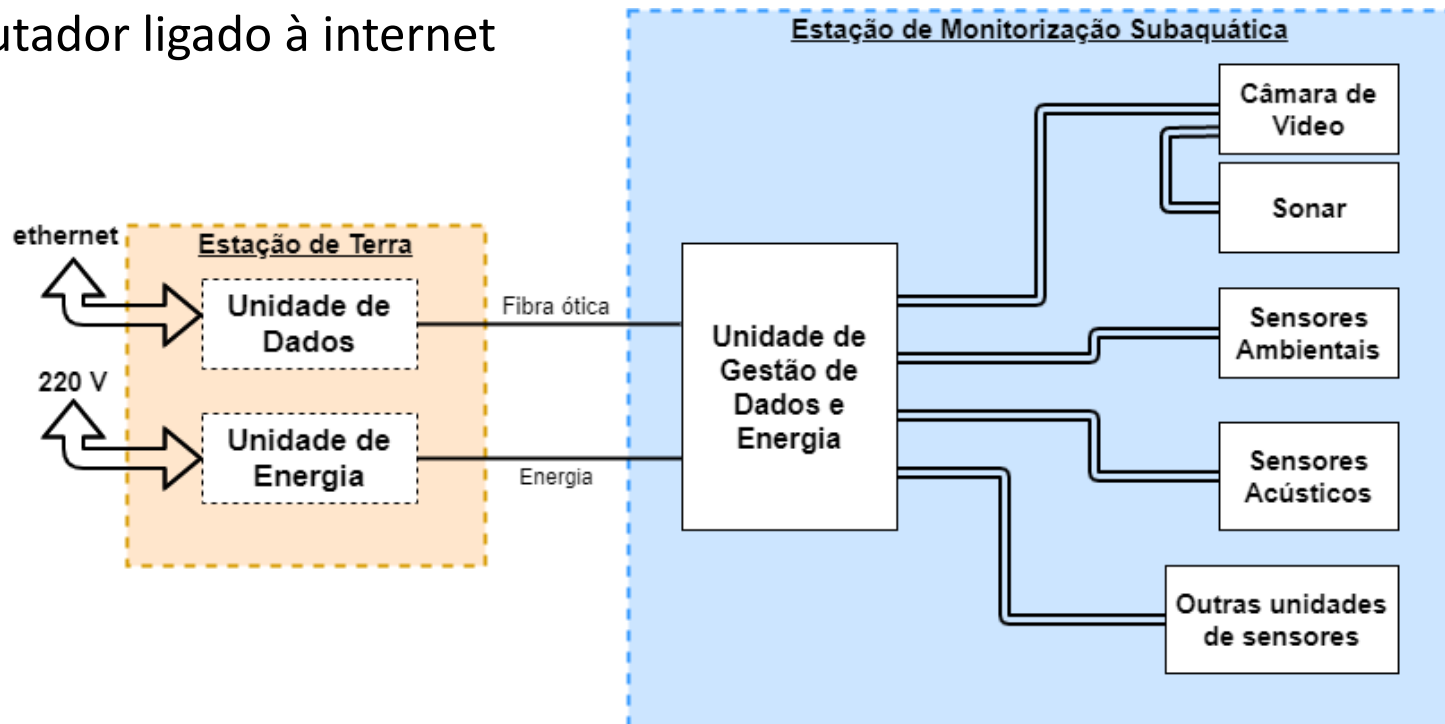 utador ligado à internet
Estação de Monitorização Subaquática
Câmara de
Video
Sonar
ethernet
Estação de Terra
Unidade de
Dados
Fibra ótica
220 V
Unidade de
Energia
Energia
Unidade de
Gestão de
Dados e
Energia
Sensores
Ambientais
Sensores
Acústicos
Outras unidades
de sensores